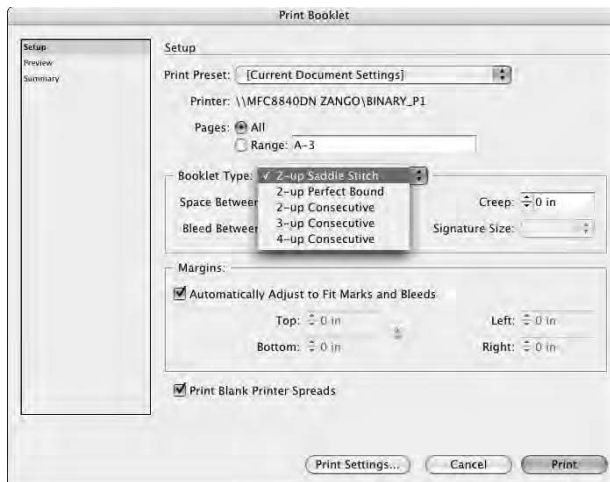 Print Booklet
Setup
Preview
Summary
Setup
Print Preset: [Current Document Settings]
Printer: \\MFC8840DN ZANGO\BINARY_P1
Pages: All
Range: A-3
Booklet Type: ✓ 2-up Saddle Stitch
2-up Perfect Bound
2-up Consecutive
3-up Consecutive
4-up Consecutive
Space Between
Creep: 0 in
Bleed Between
Signature Size:
Margins:
Automatically Adjust to Fit Marks and Bleeds
Top: 0 in
Left: 0 in
Bottom: 0 in
Right: 0 in
Print Blank Printer Spreads
Print Settings...
Cancel
Print